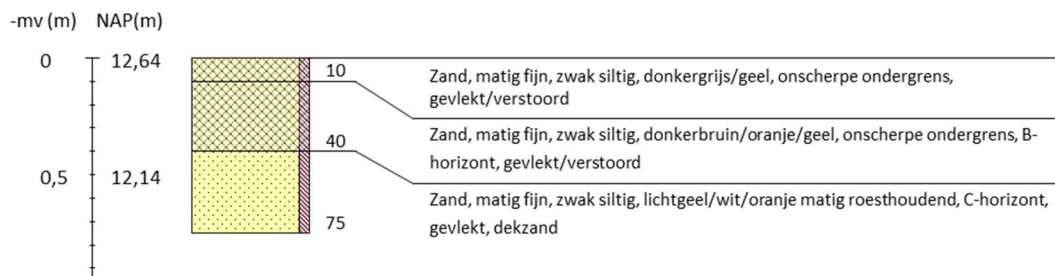 -mv (m) NAP(m)
0 12,64
10
Zand, matig fijn, zwak siltig, donkergrijs/geel, onscherpe ondergrens,
gevlekt/verstoord
40
Zand, matig fijn, zwak siltig, donkerbruin/oranje/geel, onscherpe ondergrens, B-
horizont, gevlekt/verstoord
0,5 12,14
75
Zand, matig fijn, zwak siltig, lichtgeel/wit/oranje matig roesthoudend, C-horizont,
gevlekt, dekzand